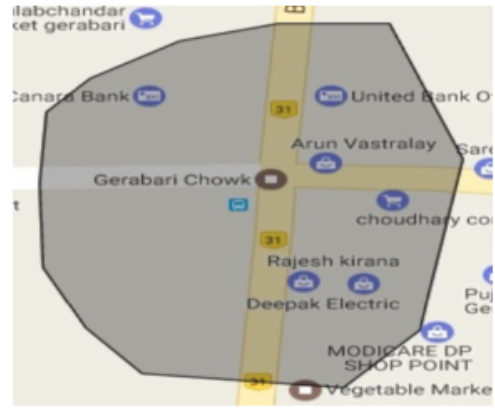 ket gerabari
Canara Bank
United Bank O
31
Arun Vastralay
Gerabari Chowk
choudhary co
31
Rajesh kirana
Deepak Electric
MODICARE DP
SHOP POINT
31
Vegetable Marke